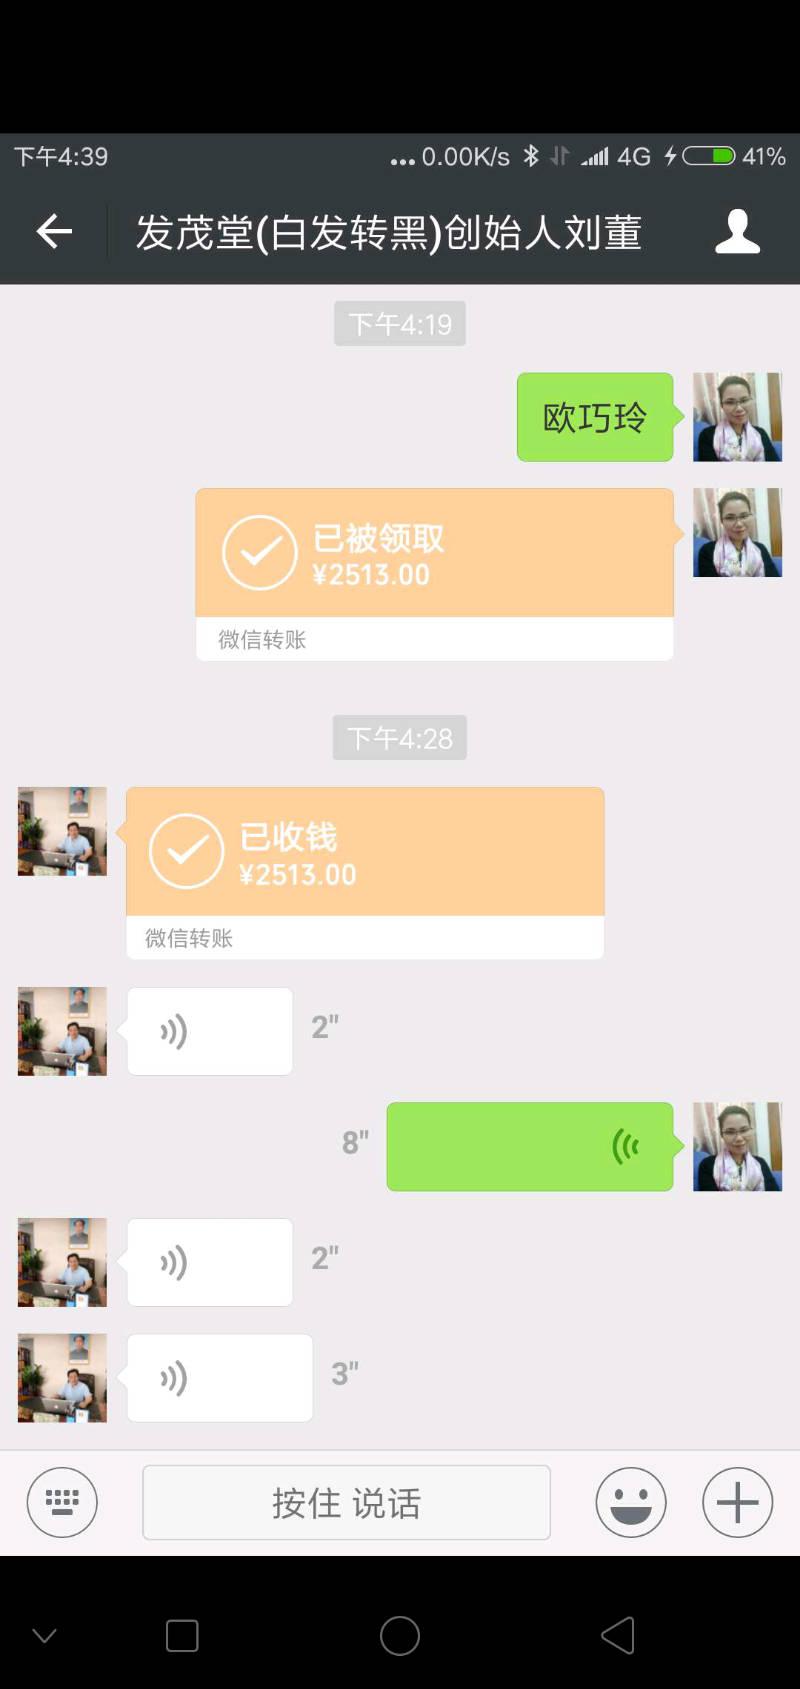 下午4:39
...0.00K/s 4G 41%
发茂堂(白发转黑)创始人刘董
下午4:19
欧巧玲
已被领取
¥2513.00
微信转账
下午4:28
已收钱
¥2513.00
微信转账
2"
8"
2"
3"
按住 说话